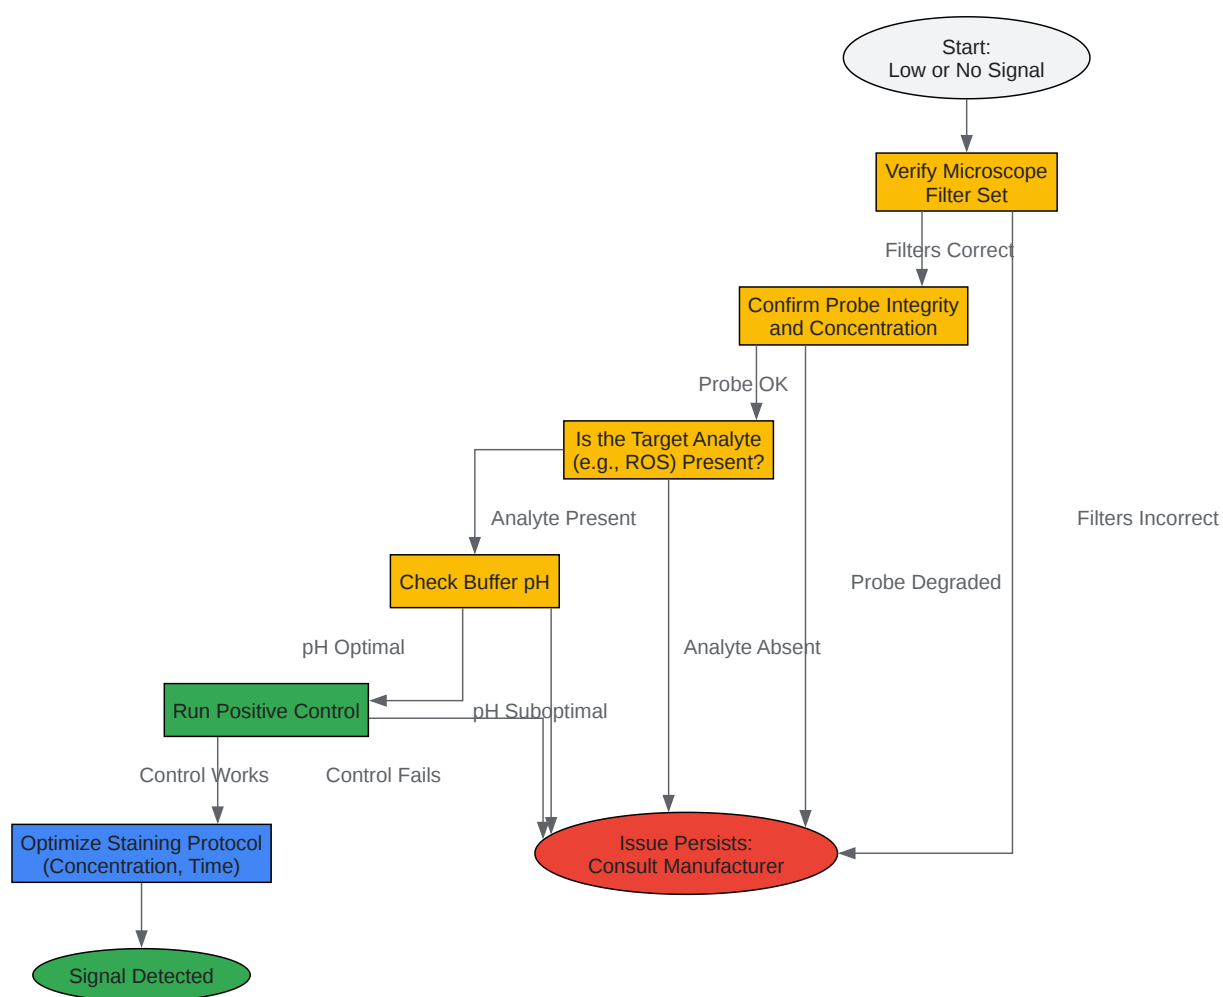 Start:
Low or No Signal
Verify Microscope
Filter Set
Filters Correct
Confirm Probe Integrity
and Concentration
Probe OK
Is the Target Analyte
(e.g., ROS) Present?
Analyte Present
Filters Incorrect
Check Buffer pH
Probe Degraded
pH Optimal
Analyte Absent
Run Positive Control
pH Suboptimal
Control Works
Control Fails
Optimize Staining Protocol
(Concentration, Time)
Issue Persists:
Consult Manufacturer
Signal Detected